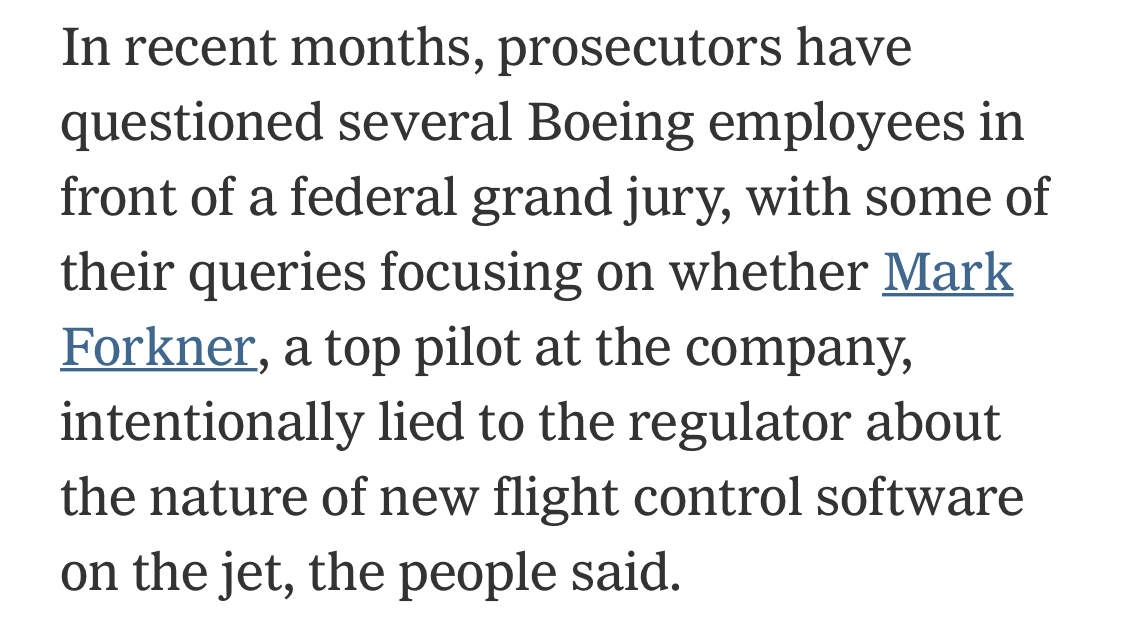 In recent months, prosecutors have
questioned several Boeing employees in
front of a federal grand jury, with some of
their queries focusing on whether Mark
Forkner, a top pilot at the company,
intentionally lied to the regulator about
the nature of new flight control software
on the jet, the people said.